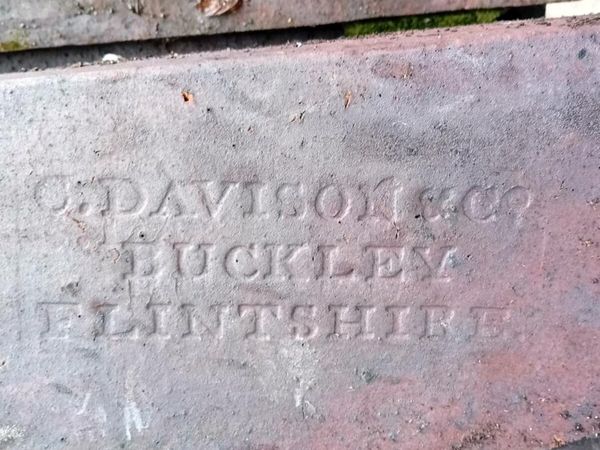 C. DAVISON & Cº
BUCKLEY
FLINTSHIRE.